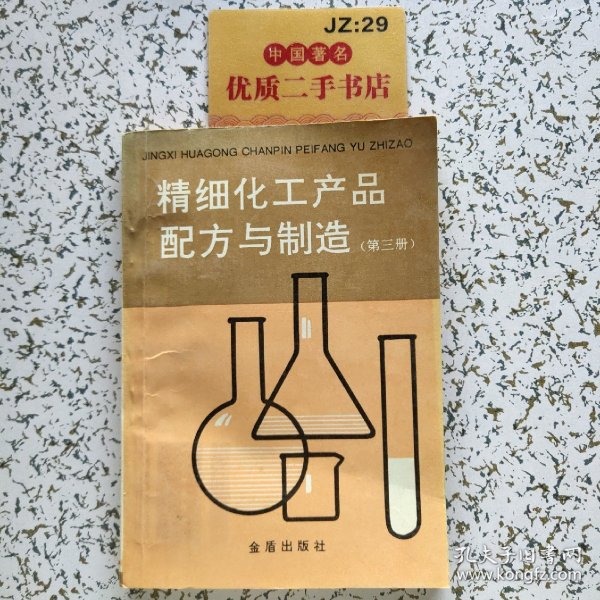 JZ:29
中国著名
优质二手书店
JINGXI HUAGONG CHANPIN PEIFANG YU ZHIZAO
精细化工产品
配方与制造（第三册）
金盾出版社
孔夫子旧书网
www.kongfz.com